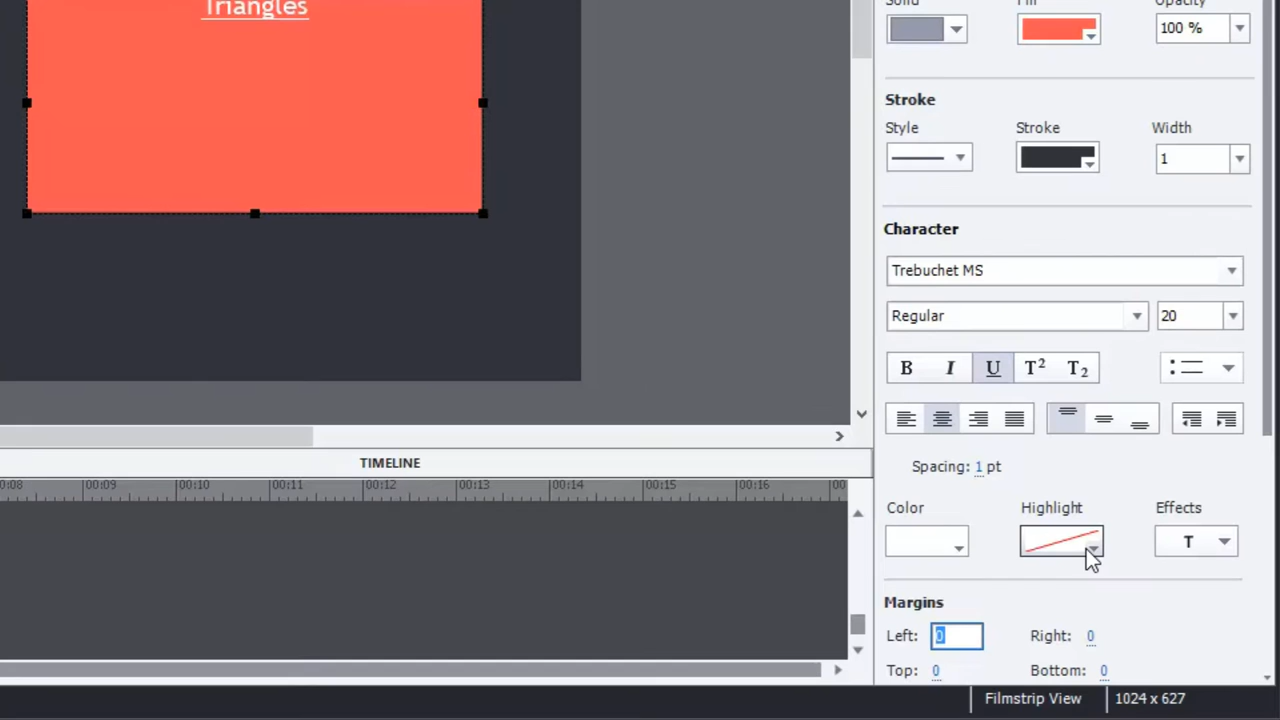 Solid Fill Opacity
Triangles
100 %
Stroke
Style Stroke Width
1
Character
Trebuchet MS
Regular 20
B I U T² T₂
Spacing: 1 pt
TIMELINE
0:08 00:09 00:10 00:11 00:12 00:13 00:14 00:15 00:16 00
Color Highlight Effects
T
Margins
Left: 0 Right: 0
Top: 0 Bottom: 0
Filmstrip View 1024 x 627